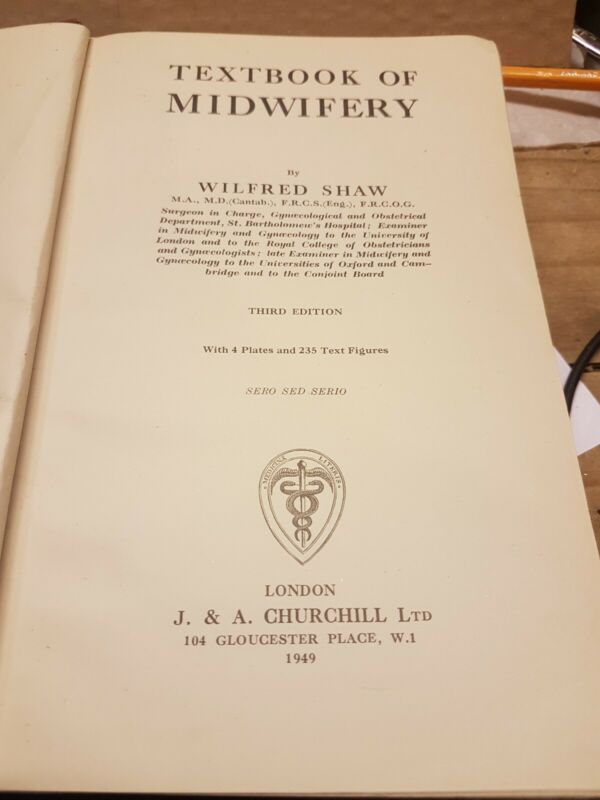 TEXTBOOK OF
MIDWIFERY
By
WILFRED SHAW
M.A., M.D.(Cantab.), F.R.C.S.(Eng.), F.R.C.O.G.
Surgeon in Charge, Gynæcological and Obstetrical
Department, St. Bartholomew's Hospital; Examiner
in Midwifery and Gynæcology to the University of
London and to the Royal College of Obstetricians
and Gynæcologists; late Examiner in Midwifery and
Gynæcology to the Universities of Oxford and Cam-
bridge and to the Conjoint Board
THIRD EDITION
With 4 Plates and 235 Text Figures
SERO SED SERIO
MEDICINA LITERIS
LONDON
J. & A. CHURCHILL LTD
104 GLOUCESTER PLACE, W.1
1949